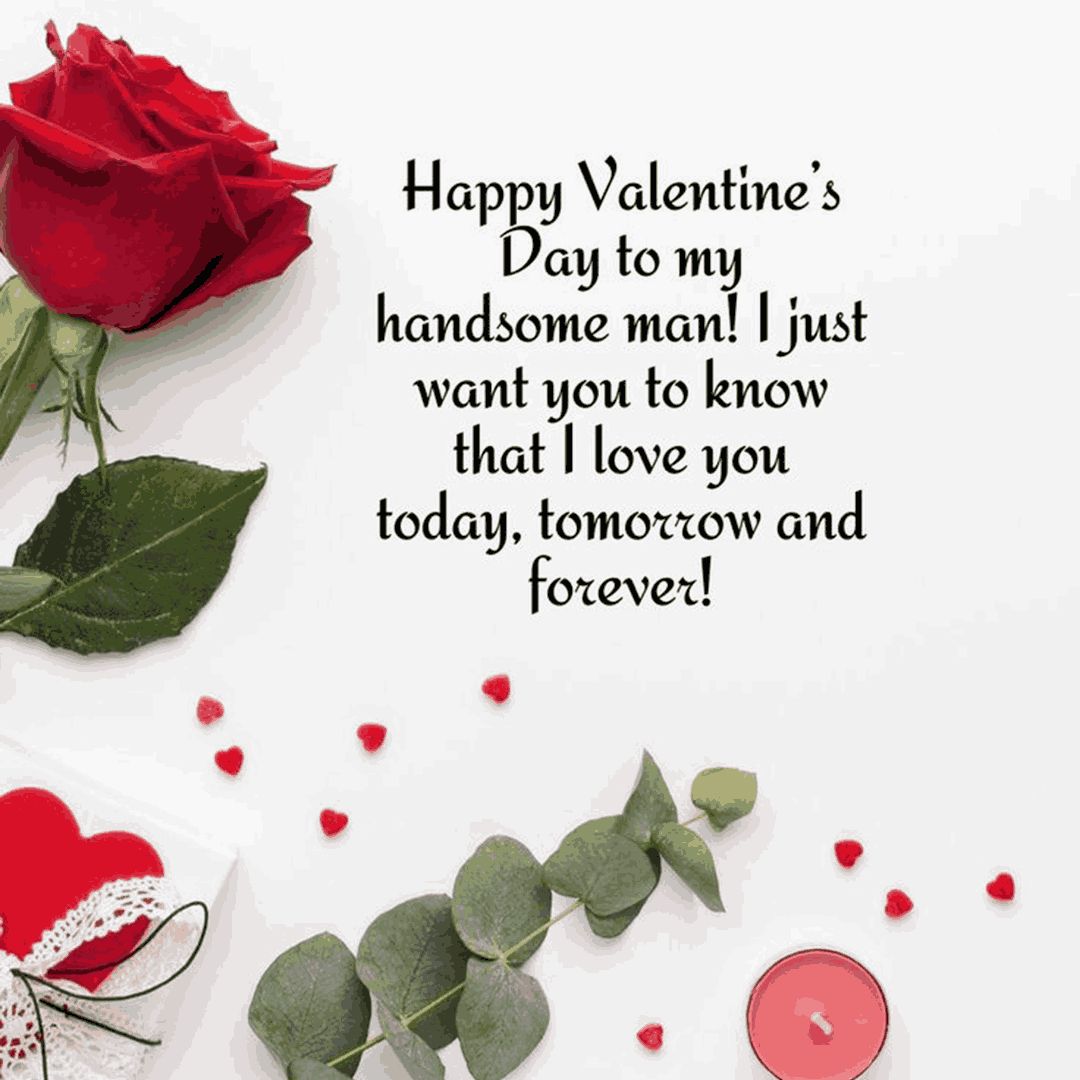 Happy Valentine’s
Day to my
handsome man! I just
want you to know
that I love you
today, tomorrow and
forever!